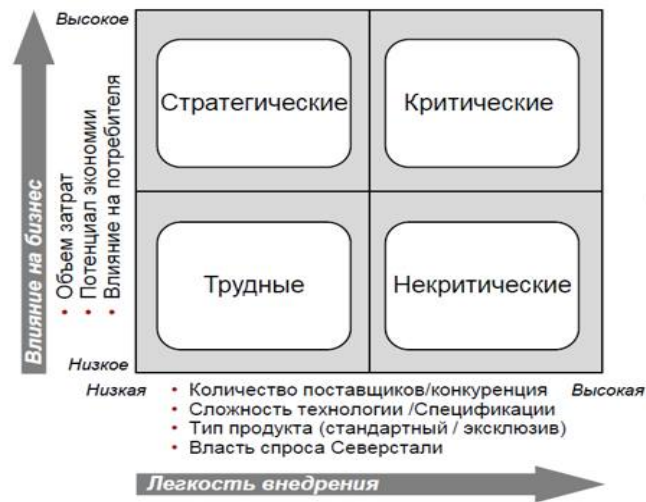 Высокое
Стратегические
Критические
Влияние на бизнес
• Объем затрат
• Потенциал экономии
• Влияние на потребителя
Трудные
Некритические
Низкое
Низкая
• Количество поставщиков/конкуренция
Высокая
• Сложность технологии /Спецификации
• Тип продукта (стандартный / эксклюзив)
• Власть спроса Северстали
Легкость внедрения